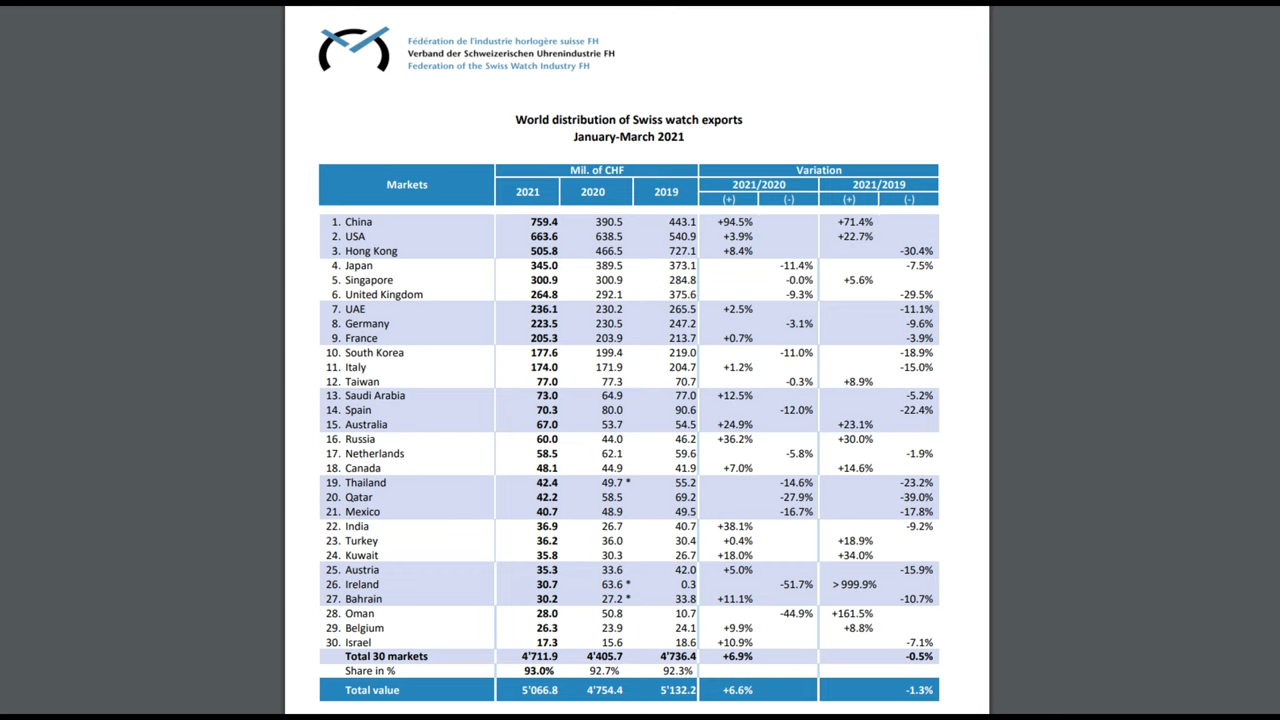 Fédération de l'industrie horlogère suisse FH
Verband der Schweizerischen Uhrenindustrie FH
Federation of the Swiss Watch Industry FH
World distribution of Swiss watch exports
January-March 2021
Markets Mil. of CHF Variation
2021 2020 2019 2021/2020 2021/2019
(+) (-) (+) (-)
1. China 759.4 390.5 443.1 +94.5% +71.4%
2. USA 663.6 638.5 540.9 +3.9% +22.7%
3. Hong Kong 505.8 466.5 727.1 +8.4% -30.4%
4. Japan 345.0 389.5 373.1 -11.4% -7.5%
5. Singapore 300.9 300.9 284.8 -0.0% +5.6%
6. United Kingdom 264.8 292.1 375.6 -9.3% -29.5%
7. UAE 236.1 230.2 265.5 +2.5% -11.1%
8. Germany 223.5 230.5 247.2 -3.1% -9.6%
9. France 205.3 203.9 213.7 +0.7% -3.9%
10. South Korea 177.6 199.4 219.0 -11.0% -18.9%
11. Italy 174.0 171.9 204.7 +1.2% -15.0%
12. Taiwan 77.0 77.3 70.7 -0.3% +8.9%
13. Saudi Arabia 73.0 64.9 77.0 +12.5% -5.2%
14. Spain 70.3 80.0 90.6 -12.0% -22.4%
15. Australia 67.0 53.7 54.5 +24.9% +23.1%
16. Russia 60.0 44.0 46.2 +36.2% +30.0%
17. Netherlands 58.5 62.1 59.6 -5.8% -1.9%
18. Canada 48.1 44.9 41.9 +7.0% +14.6%
19. Thailand 42.4 49.7 * 55.2 -14.6% -23.2%
20. Qatar 42.2 58.5 69.2 -27.9% -39.0%
21. Mexico 40.7 48.9 49.5 -16.7% -17.8%
22. India 36.9 26.7 40.7 +38.1% -9.2%
23. Turkey 36.2 36.0 30.4 +0.4% +18.9%
24. Kuwait 35.8 30.3 26.7 +18.0% +34.0%
25. Austria 35.3 33.6 42.0 +5.0% -15.9%
26. Ireland 30.7 63.6 * 0.3 -51.7% > 999.9%
27. Bahrain 30.2 27.2 * 33.8 +11.1% -10.7%
28. Oman 28.0 50.8 10.7 -44.9% +161.5%
29. Belgium 26.3 23.9 24.1 +9.9% +8.8%
30. Israel 17.3 15.6 18.6 +10.9% -7.1%
Total 30 markets 4'711.9 4'405.7 4'736.4 +6.9% -0.5%
Share in % 93.0% 92.7% 92.3%
Total value 5'066.8 4'754.4 5'132.2 +6.6% -1.3%